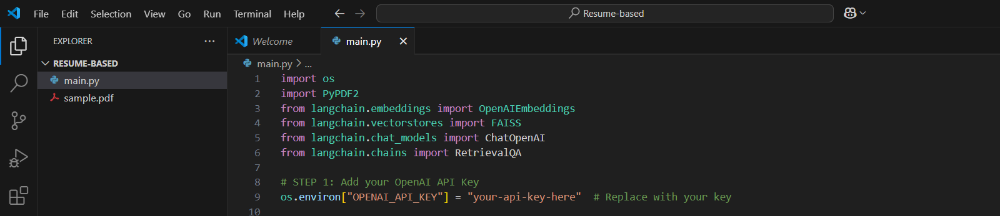 File Edit Selection View Go Run Terminal Help
Resume-based
EXPLORER
Welcome
main.py
RESUME-BASED
main.py
sample.pdf
main.py > ...
1 import os
2 import PyPDF2
3 from langchain.embeddings import OpenAIEmbeddings
4 from langchain.vectorstores import FAISS
5 from langchain.chat_models import ChatOpenAI
6 from langchain.chains import RetrievalQA
7
8 # STEP 1: Add your OpenAI API Key
9 os.environ["OPENAI_API_KEY"] = "your-api-key-here"  # Replace with your key
10